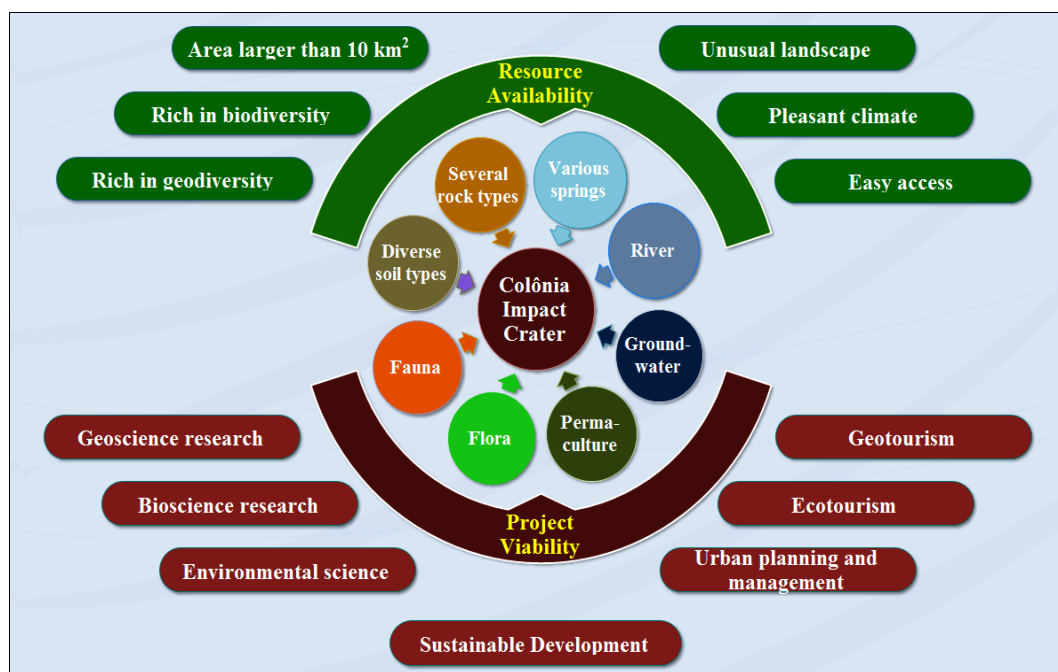 Area larger than 10 km²
Rich in biodiversity
Rich in geodiversity
Unusual landscape
Pleasant climate
Easy access
Resource
Availability
Several
rock types
Various
springs
Diverse
soil types
River
Colônia
Impact
Crater
Fauna
Ground-
water
Flora
Perma-
culture
Project
Viability
Geoscience research
Bioscience research
Environmental science
Geotourism
Ecotourism
Urban planning and
management
Sustainable Development